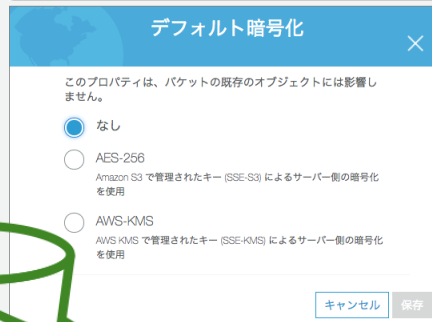 デフォルト暗号化
このプロパティは、バケットの既存のオブジェクトには影響し
ません。
なし
AES-256
Amazon S3 で管理されたキー (SSE-S3) によるサーバー側の暗号化
を使用
AWS-KMS
AWS KMS で管理されたキー (SSE-KMS) によるサーバー側の暗号化
を使用
キャンセル 保存